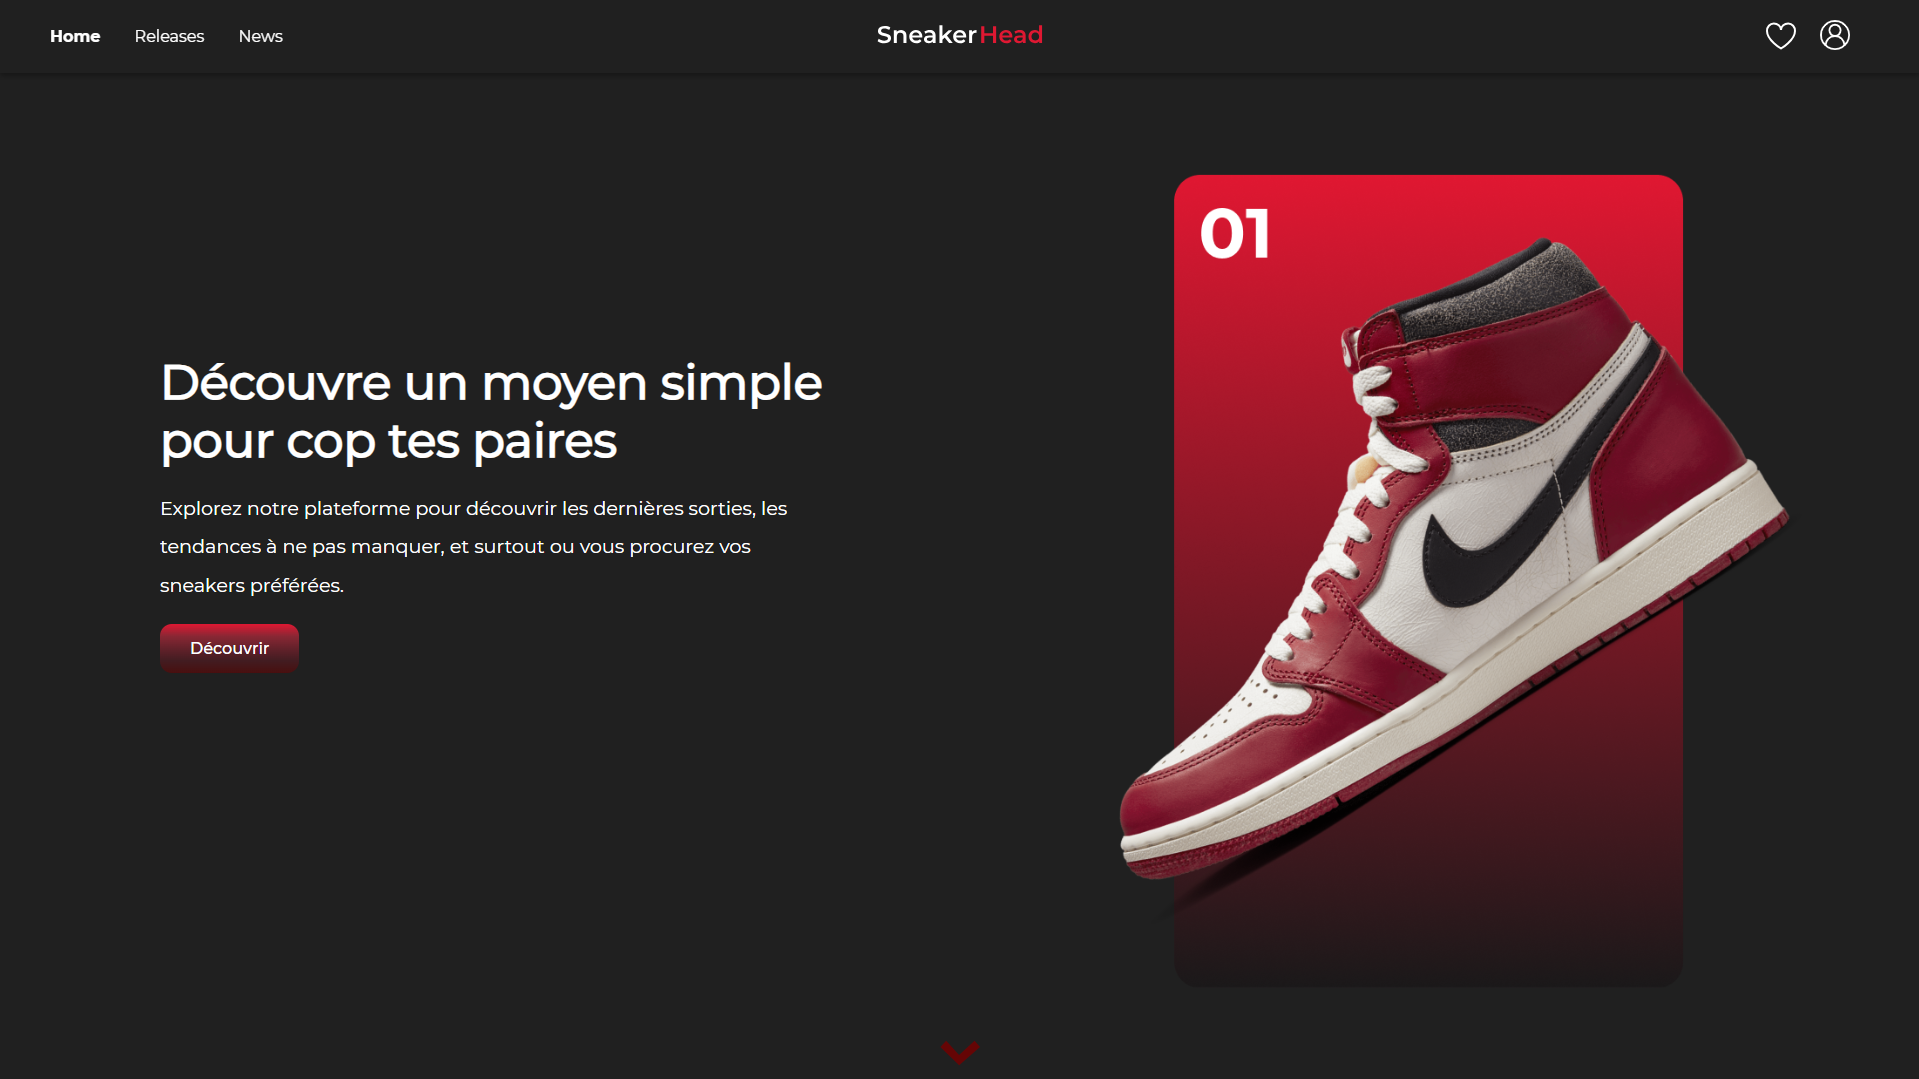 Home Releases News SneakerHead
01
Découvre un moyen simple
pour cop tes paires
Explorez notre plateforme pour découvrir les dernières sorties, les
tendances à ne pas manquer, et surtout ou vous procurez vos
sneakers préférées.
Découvrir